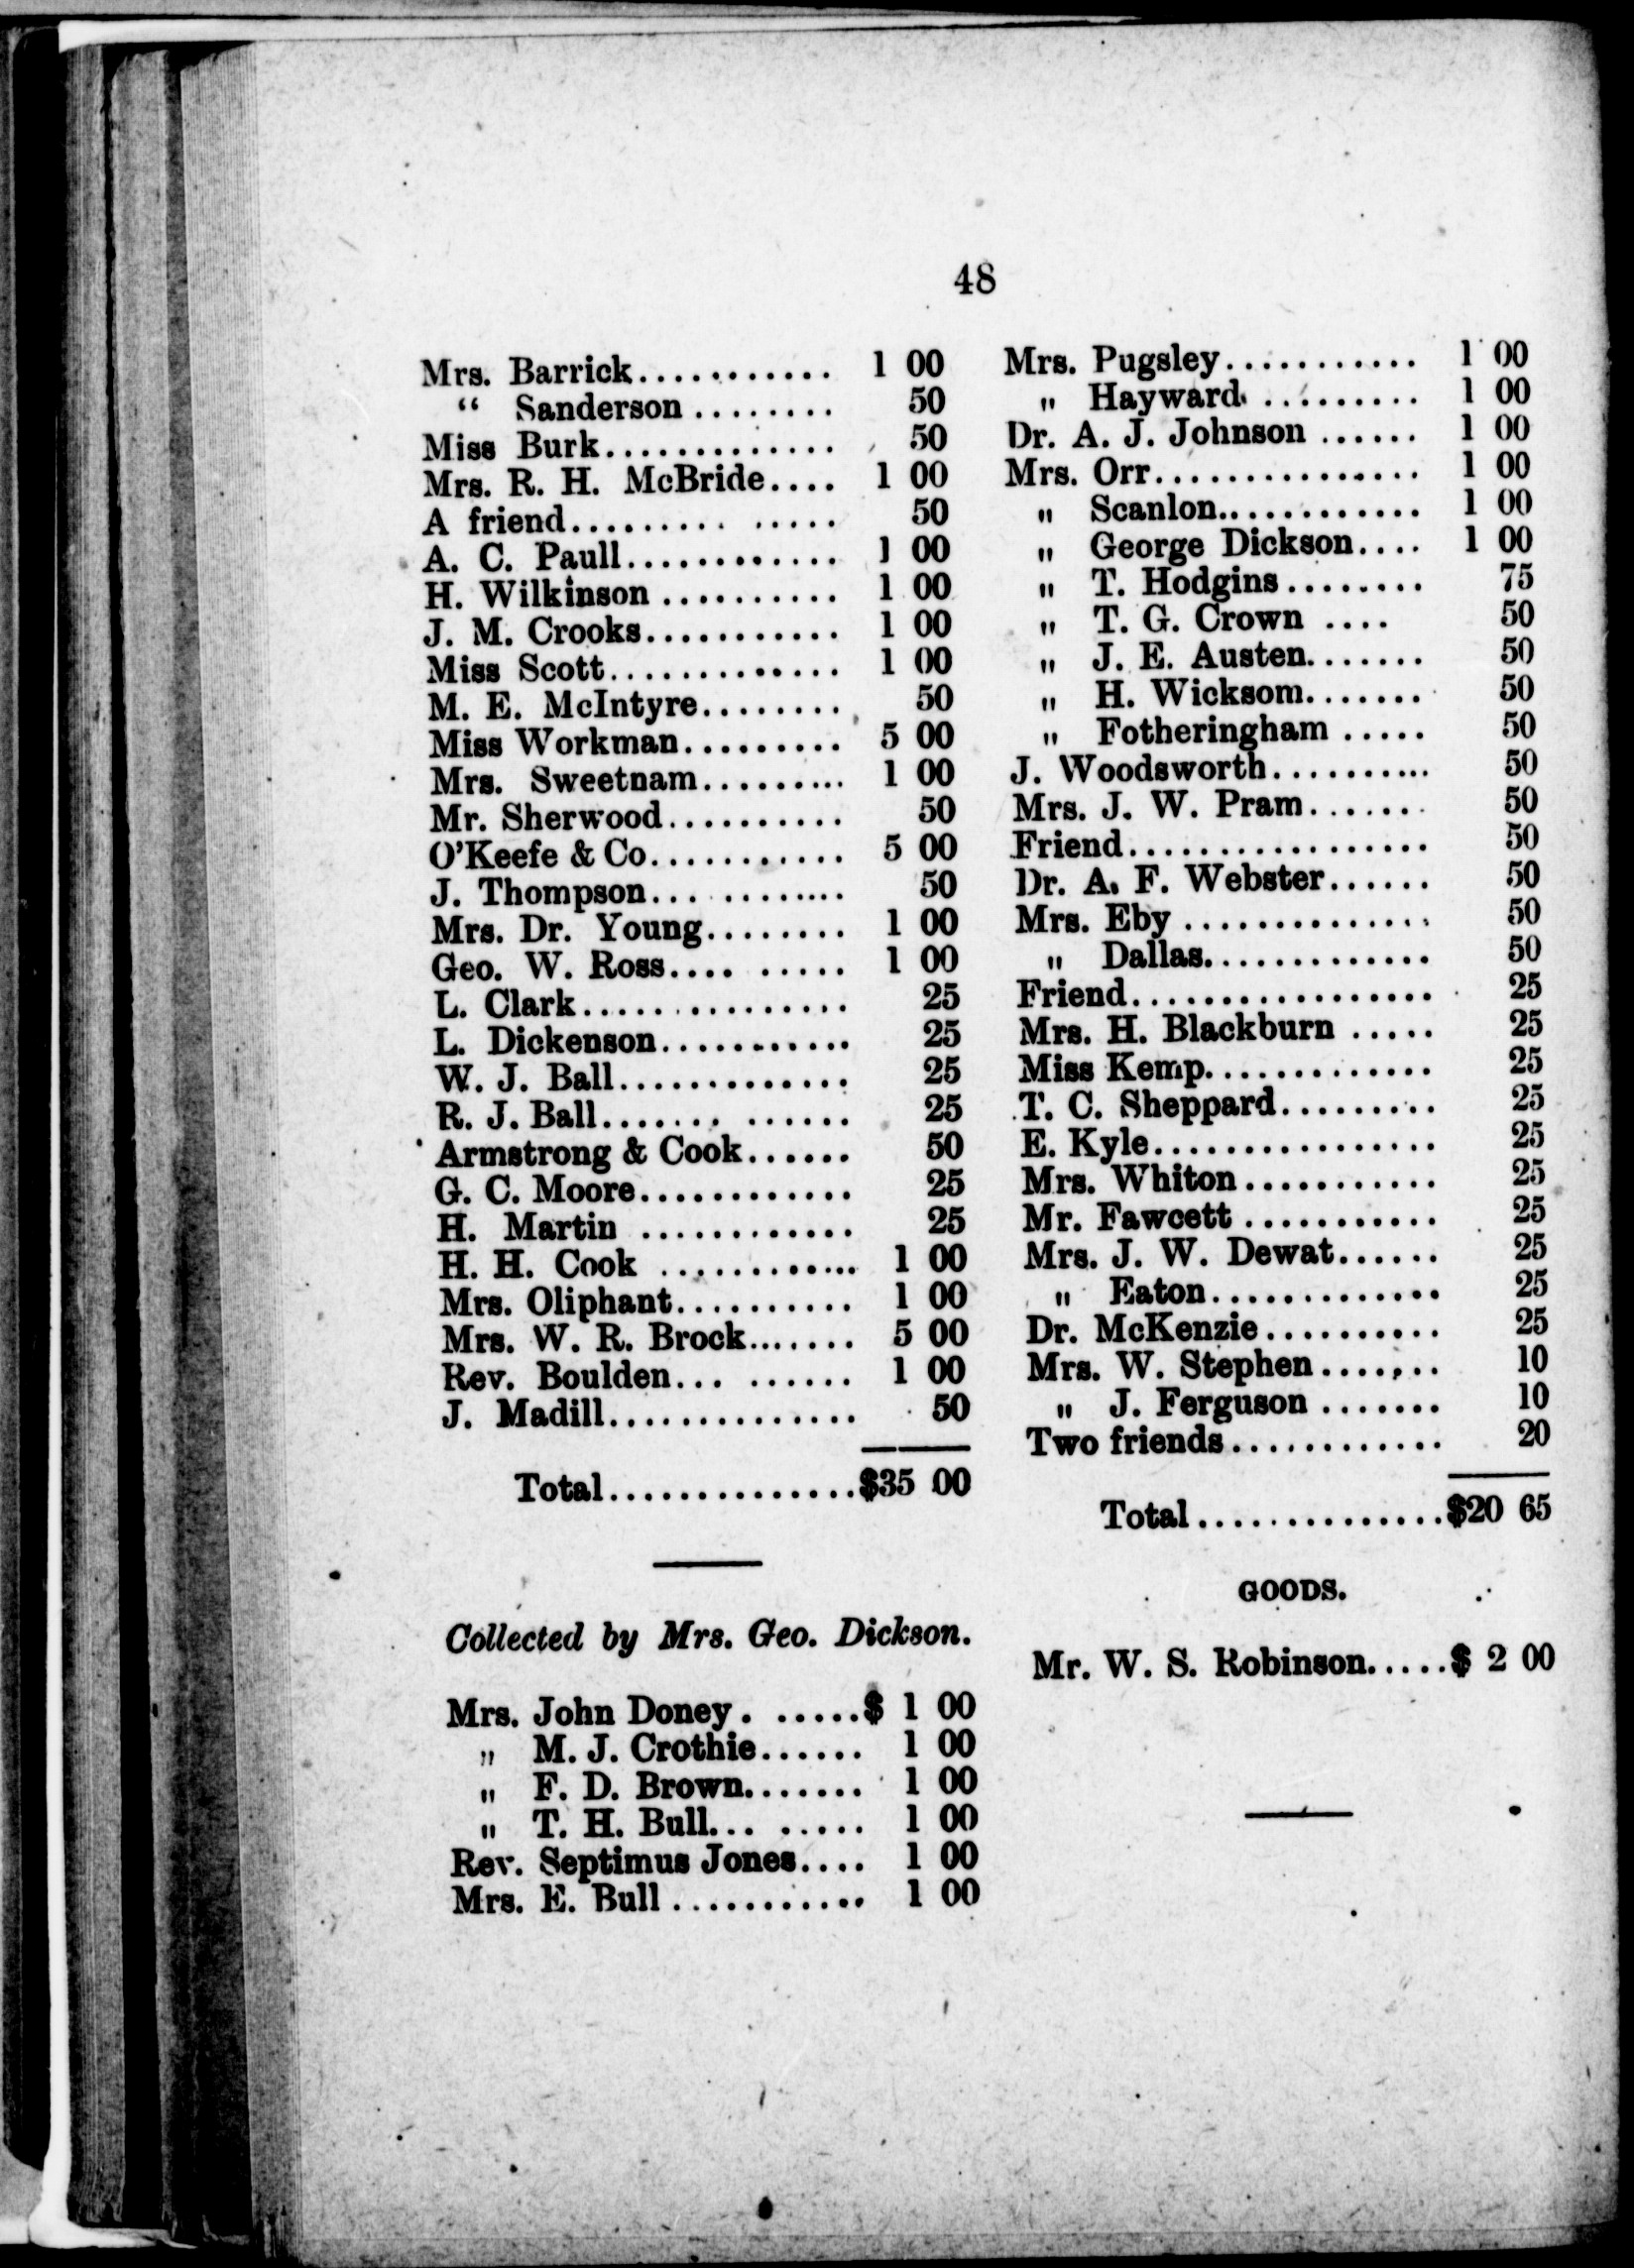 48
Mrs. Barrick............ 1 00
“ Sanderson ........ 50
Miss Burk............. 50
Mrs. R. H. McBride.... 1 00
A friend......... ..... 50
A. C. Paull............ 1 00
H. Wilkinson .......... 1 00
J. M. Crooks........... 1 00
Miss Scott............. 1 00
M. E. McIntyre........ 50
Miss Workman......... 5 00
Mrs. Sweetnam......... 1 00
Mr. Sherwood.......... 50
O'Keefe & Co........... 5 00
J. Thompson............ 50
Mrs. Dr. Young........ 1 00
Geo. W. Ross.... ..... 1 00
L. Clark............... 25
L. Dickenson........... 25
W. J. Ball............. 25
R. J. Ball....... ...... 25
Armstrong & Cook...... 50
G. C. Moore............ 25
H. Martin ............ 25
H. H. Cook ............ 1 00
Mrs. Oliphant.......... 1 00
Mrs. W. R. Brock....... 5 00
Rev. Boulden... ...... 1 00
J. Madill.............. 50
Total..............$35 00
Collected by Mrs. Geo. Dickson.
Mrs. John Doney. ......$ 1 00
„ M. J. Crothie...... 1 00
„ F. D. Brown....... 1 00
„ T. H. Bull... ..... 1 00
Rev. Septimus Jones.... 1 00
Mrs. E. Bull ........... 1 00
Mrs. Pugsley........... 1 00
„ Hayward ......... 1 00
Dr. A. J. Johnson ...... 1 00
Mrs. Orr............... 1 00
„ Scanlon............ 1 00
„ George Dickson.... 1 00
„ T. Hodgins........ 75
„ T. G. Crown .... 50
„ J. E. Austen....... 50
„ H. Wicksom....... 50
„ Fotheringham ..... 50
J. Woodsworth.......... 50
Mrs. J. W. Pram....... 50
Friend................. 50
Dr. A. F. Webster...... 50
Mrs. Eby .............. 50
„ Dallas............. 50
Friend................. 25
Mrs. H. Blackburn ..... 25
Miss Kemp............. 25
T. C. Sheppard......... 25
E. Kyle................ 25
Mrs. Whiton........... 25
Mr. Fawcett ........... 25
Mrs. J. W. Dewat...... 25
„ Eaton............. 25
Dr. McKenzie.......... 25
Mrs. W. Stephen....... 10
„ J. Ferguson ....... 10
Two friends............ 20
Total..............$20 65
GOODS.
Mr. W. S. Robinson.....$ 2 00